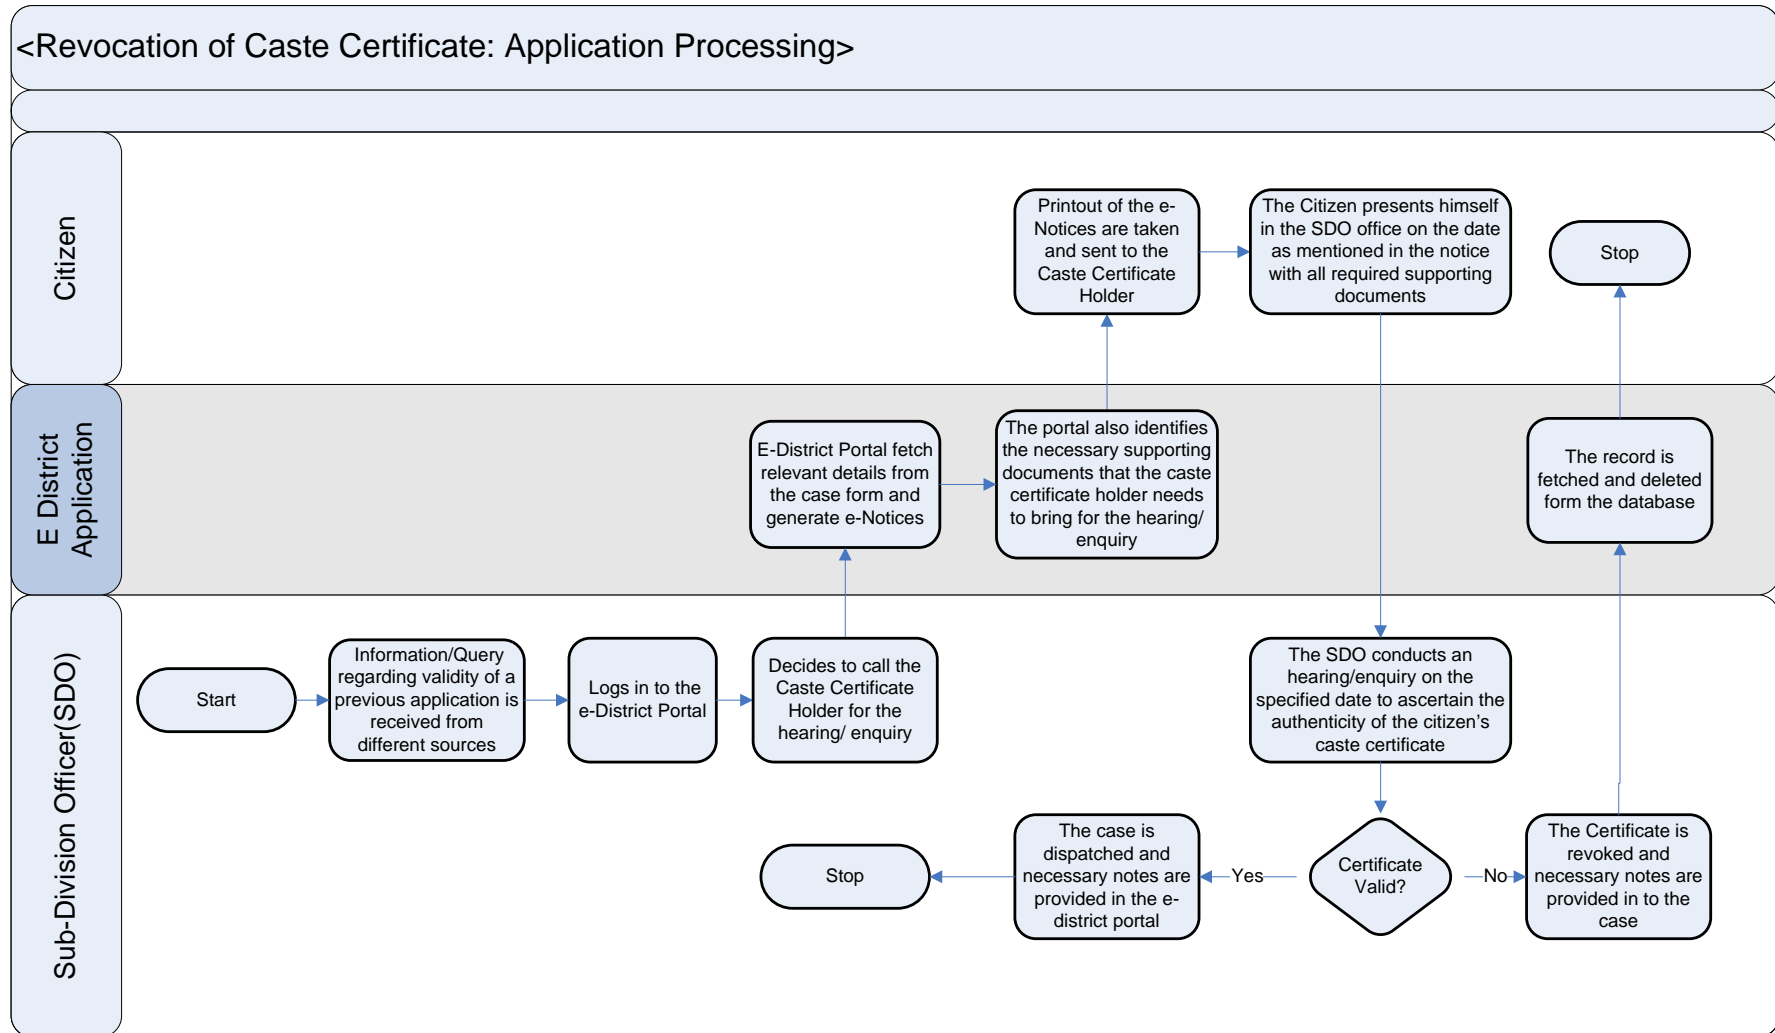 <Revocation of Caste Certificate: Application Processing>
Citizen
Printout of the e-
Notices are taken
and sent to the
Caste Certificate
Holder
The Citizen presents himself
in the SDO office on the date
as mentioned in the notice
with all required supporting
documents
Stop
E District
Application
E-District Portal fetch
relevant details from
the case form and
generate e-Notices
The portal also identifies
the necessary supporting
documents that the caste
certificate holder needs
to bring for the hearing/
enquiry
The record is
fetched and deleted
form the database
Sub-Division Officer(SDO)
Start
Information/Query
regarding validity of a
previous application is
received from
different sources
Logs in to the
e-District Portal
Decides to call the
Caste Certificate
Holder for the
hearing/ enquiry
The SDO conducts an
hearing/enquiry on the
specified date to ascertain the
authenticity of the citizen’s
caste certificate
Stop
The case is
dispatched and
necessary notes are
provided in the e-
district portal
Yes
Certificate
Valid?
No
The Certificate is
revoked and
necessary notes are
provided in to the
case